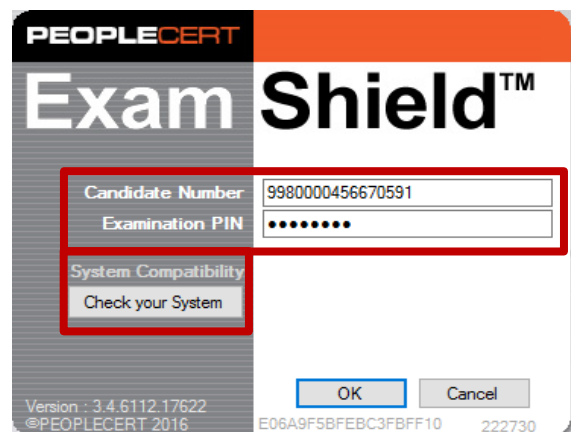 PEOPLECERT
Exam Shield™
Candidate Number 9980000456670591
Examination PIN ●●●●●●●●
System Compatibility
Check your System
OK Cancel
Version : 3.4.6112.17622
©PEOPLECERT 2016 E06A9F5BFEBC3FBFF10 222730